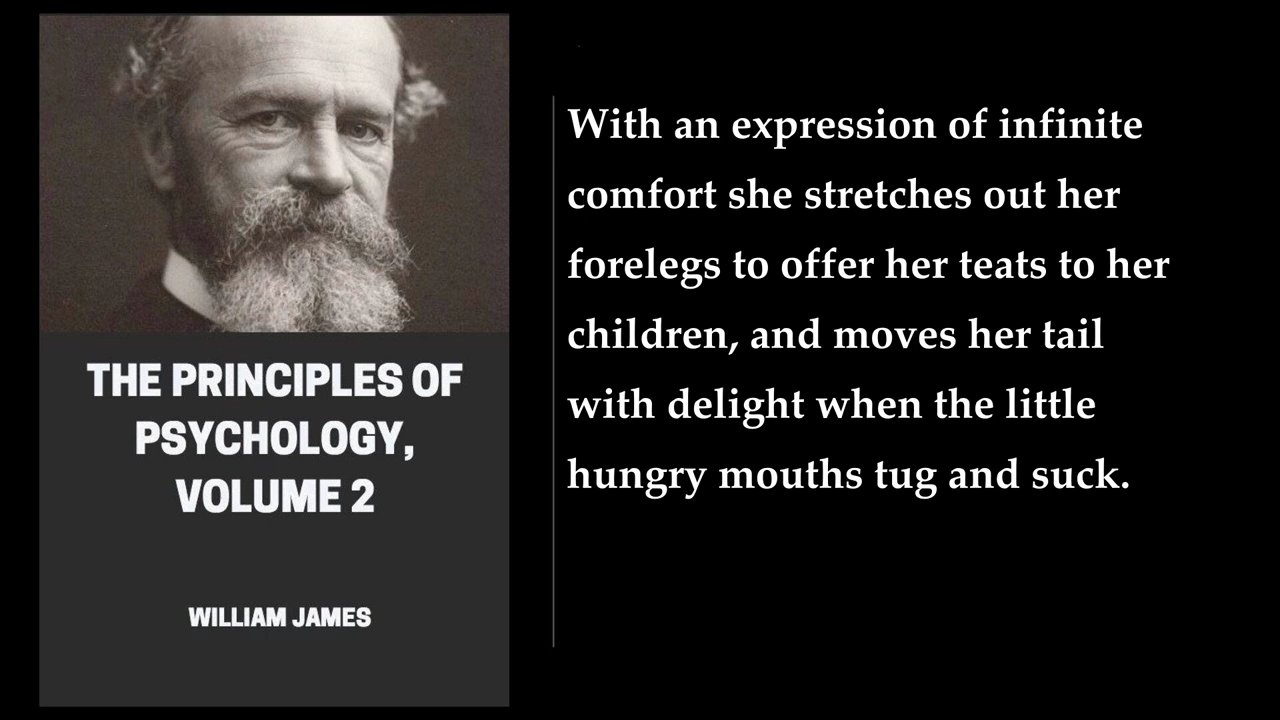 THE PRINCIPLES OF
PSYCHOLOGY,
VOLUME 2
WILLIAM JAMES
With an expression of infinite
comfort she stretches out her
forelegs to offer her teats to her
children, and moves her tail
with delight when the little
hungry mouths tug and suck.